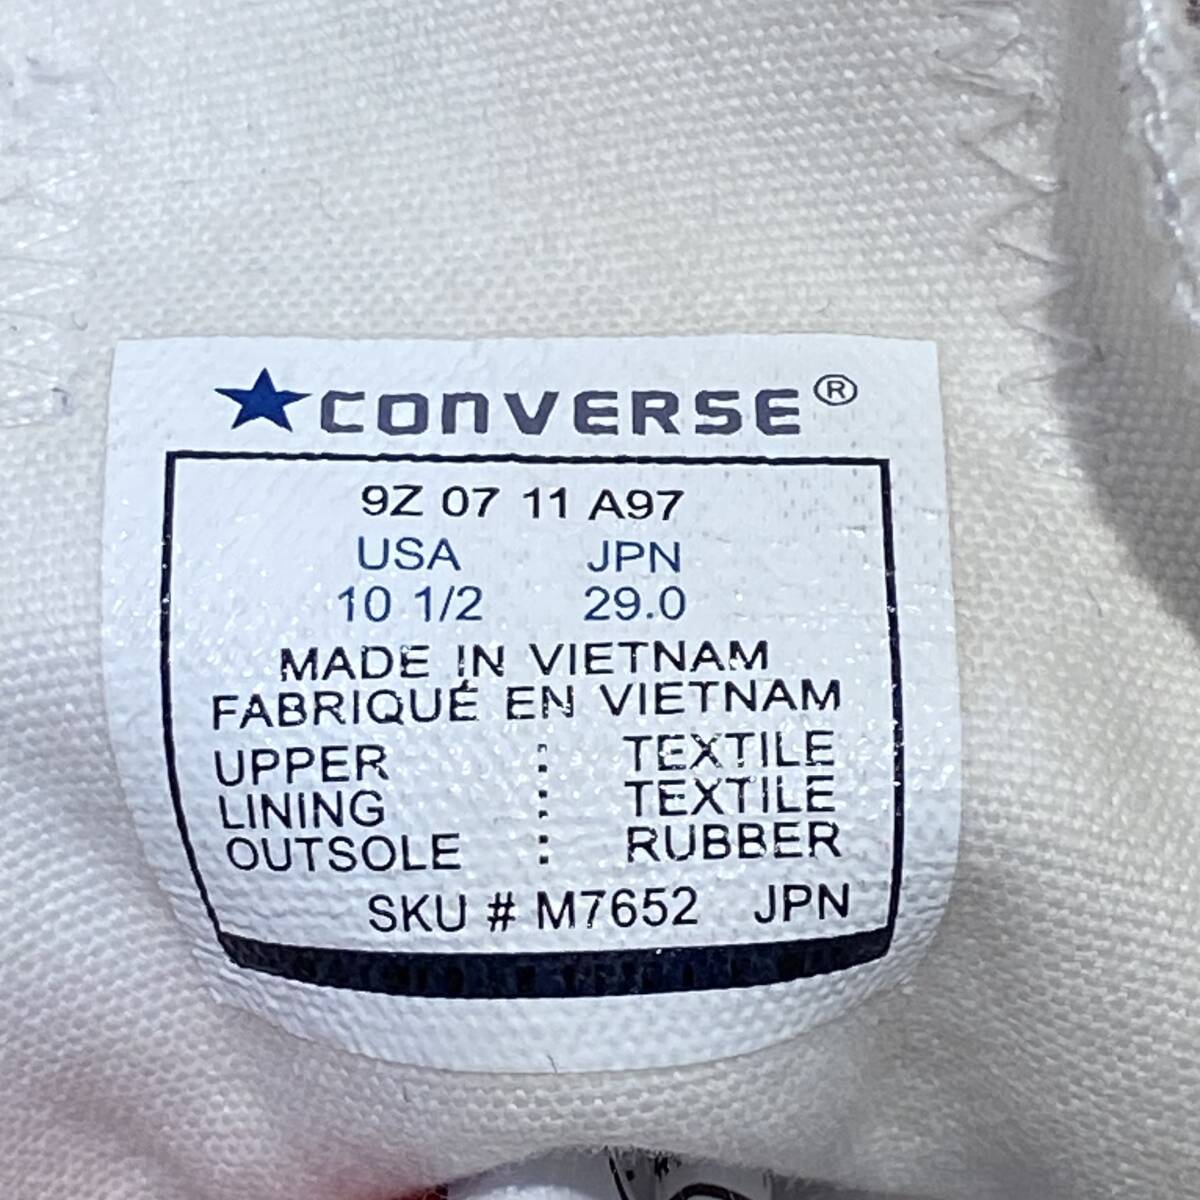 ★CONVERSE®
9Z 07 11 A97
USA JPN
10 1/2 29.0
MADE IN VIETNAM
FABRIQUÉ EN VIETNAM
UPPER : TEXTILE
LINING : TEXTILE
OUTSOLE : RUBBER
SKU # M7652 JPN